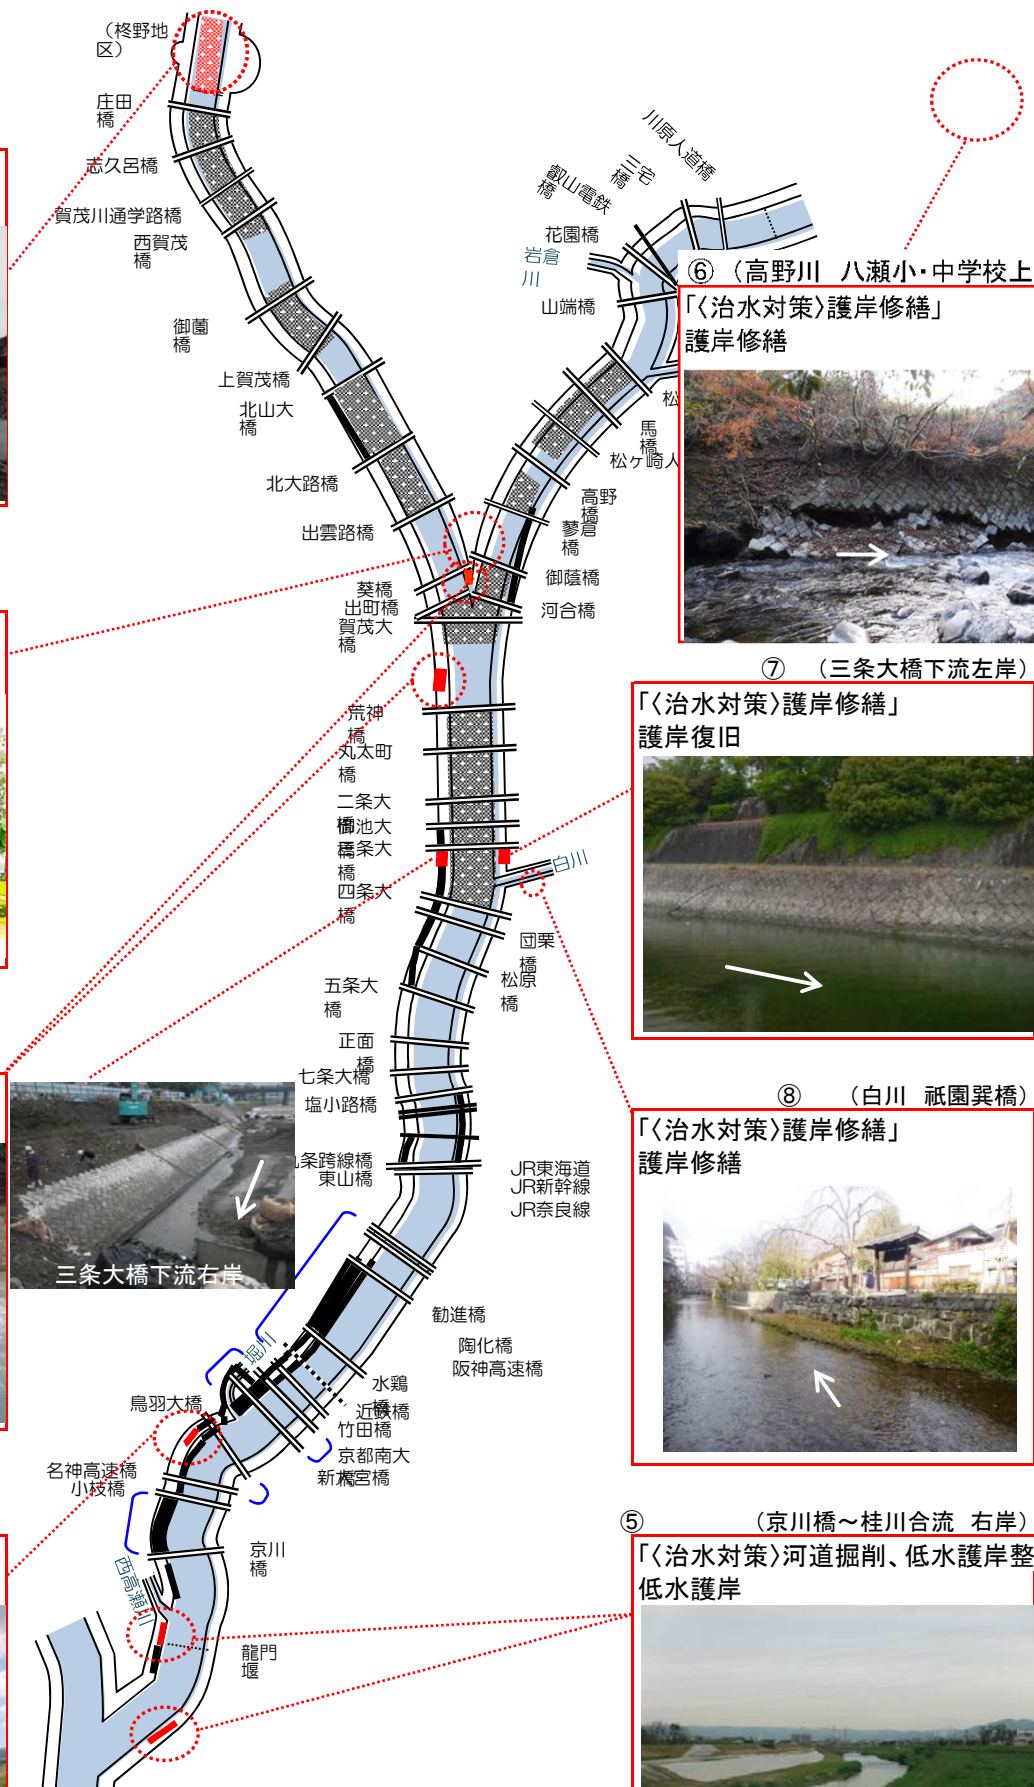 （柊野地
区）
庄田
橋
志久呂橋
賀茂川通学路橋
西賀茂
橋
御薗
橋
上賀茂橋
北山大
橋
北大路橋
出雲路橋
葵橋
出町橋
賀茂大
橋
荒神
橋
丸太町
橋
二条大
橋
御池大
橋
三条大
橋
四条大
橋
団栗
橋
松原
橋
五条大
橋
正面
橋
七条大橋
塩小路橋
条跨線橋
東山橋
JR東海道
JR新幹線
JR奈良線
勧進橋
陶化橋
阪神高速橋
水鶏
橋
近鉄橋
竹田橋
京都南大
橋
新大宮橋
堀川
鳥羽大橋
名神高速橋
小枝橋
京川
橋
西高瀬川
龍門
堰
川原人道橋
三宅
橋
叡山電鉄
橋
花園橋
岩倉
川
山端橋
松
馬
橋
松ヶ崎人
高野
橋
蓼倉
橋
御蔭橋
河合橋
白川
⑥ （高野川　八瀬小・中学校上
「〈治水対策〉護岸修繕」
護岸修繕
⑦ （三条大橋下流左岸）
「〈治水対策〉護岸修繕」
護岸復旧
三条大橋下流右岸
⑧ （白川　祇園巽橋）
「〈治水対策〉護岸修繕」
護岸修繕
⑤ （京川橋～桂川合流　右岸）
「〈治水対策〉河道掘削、低水護岸整
低水護岸